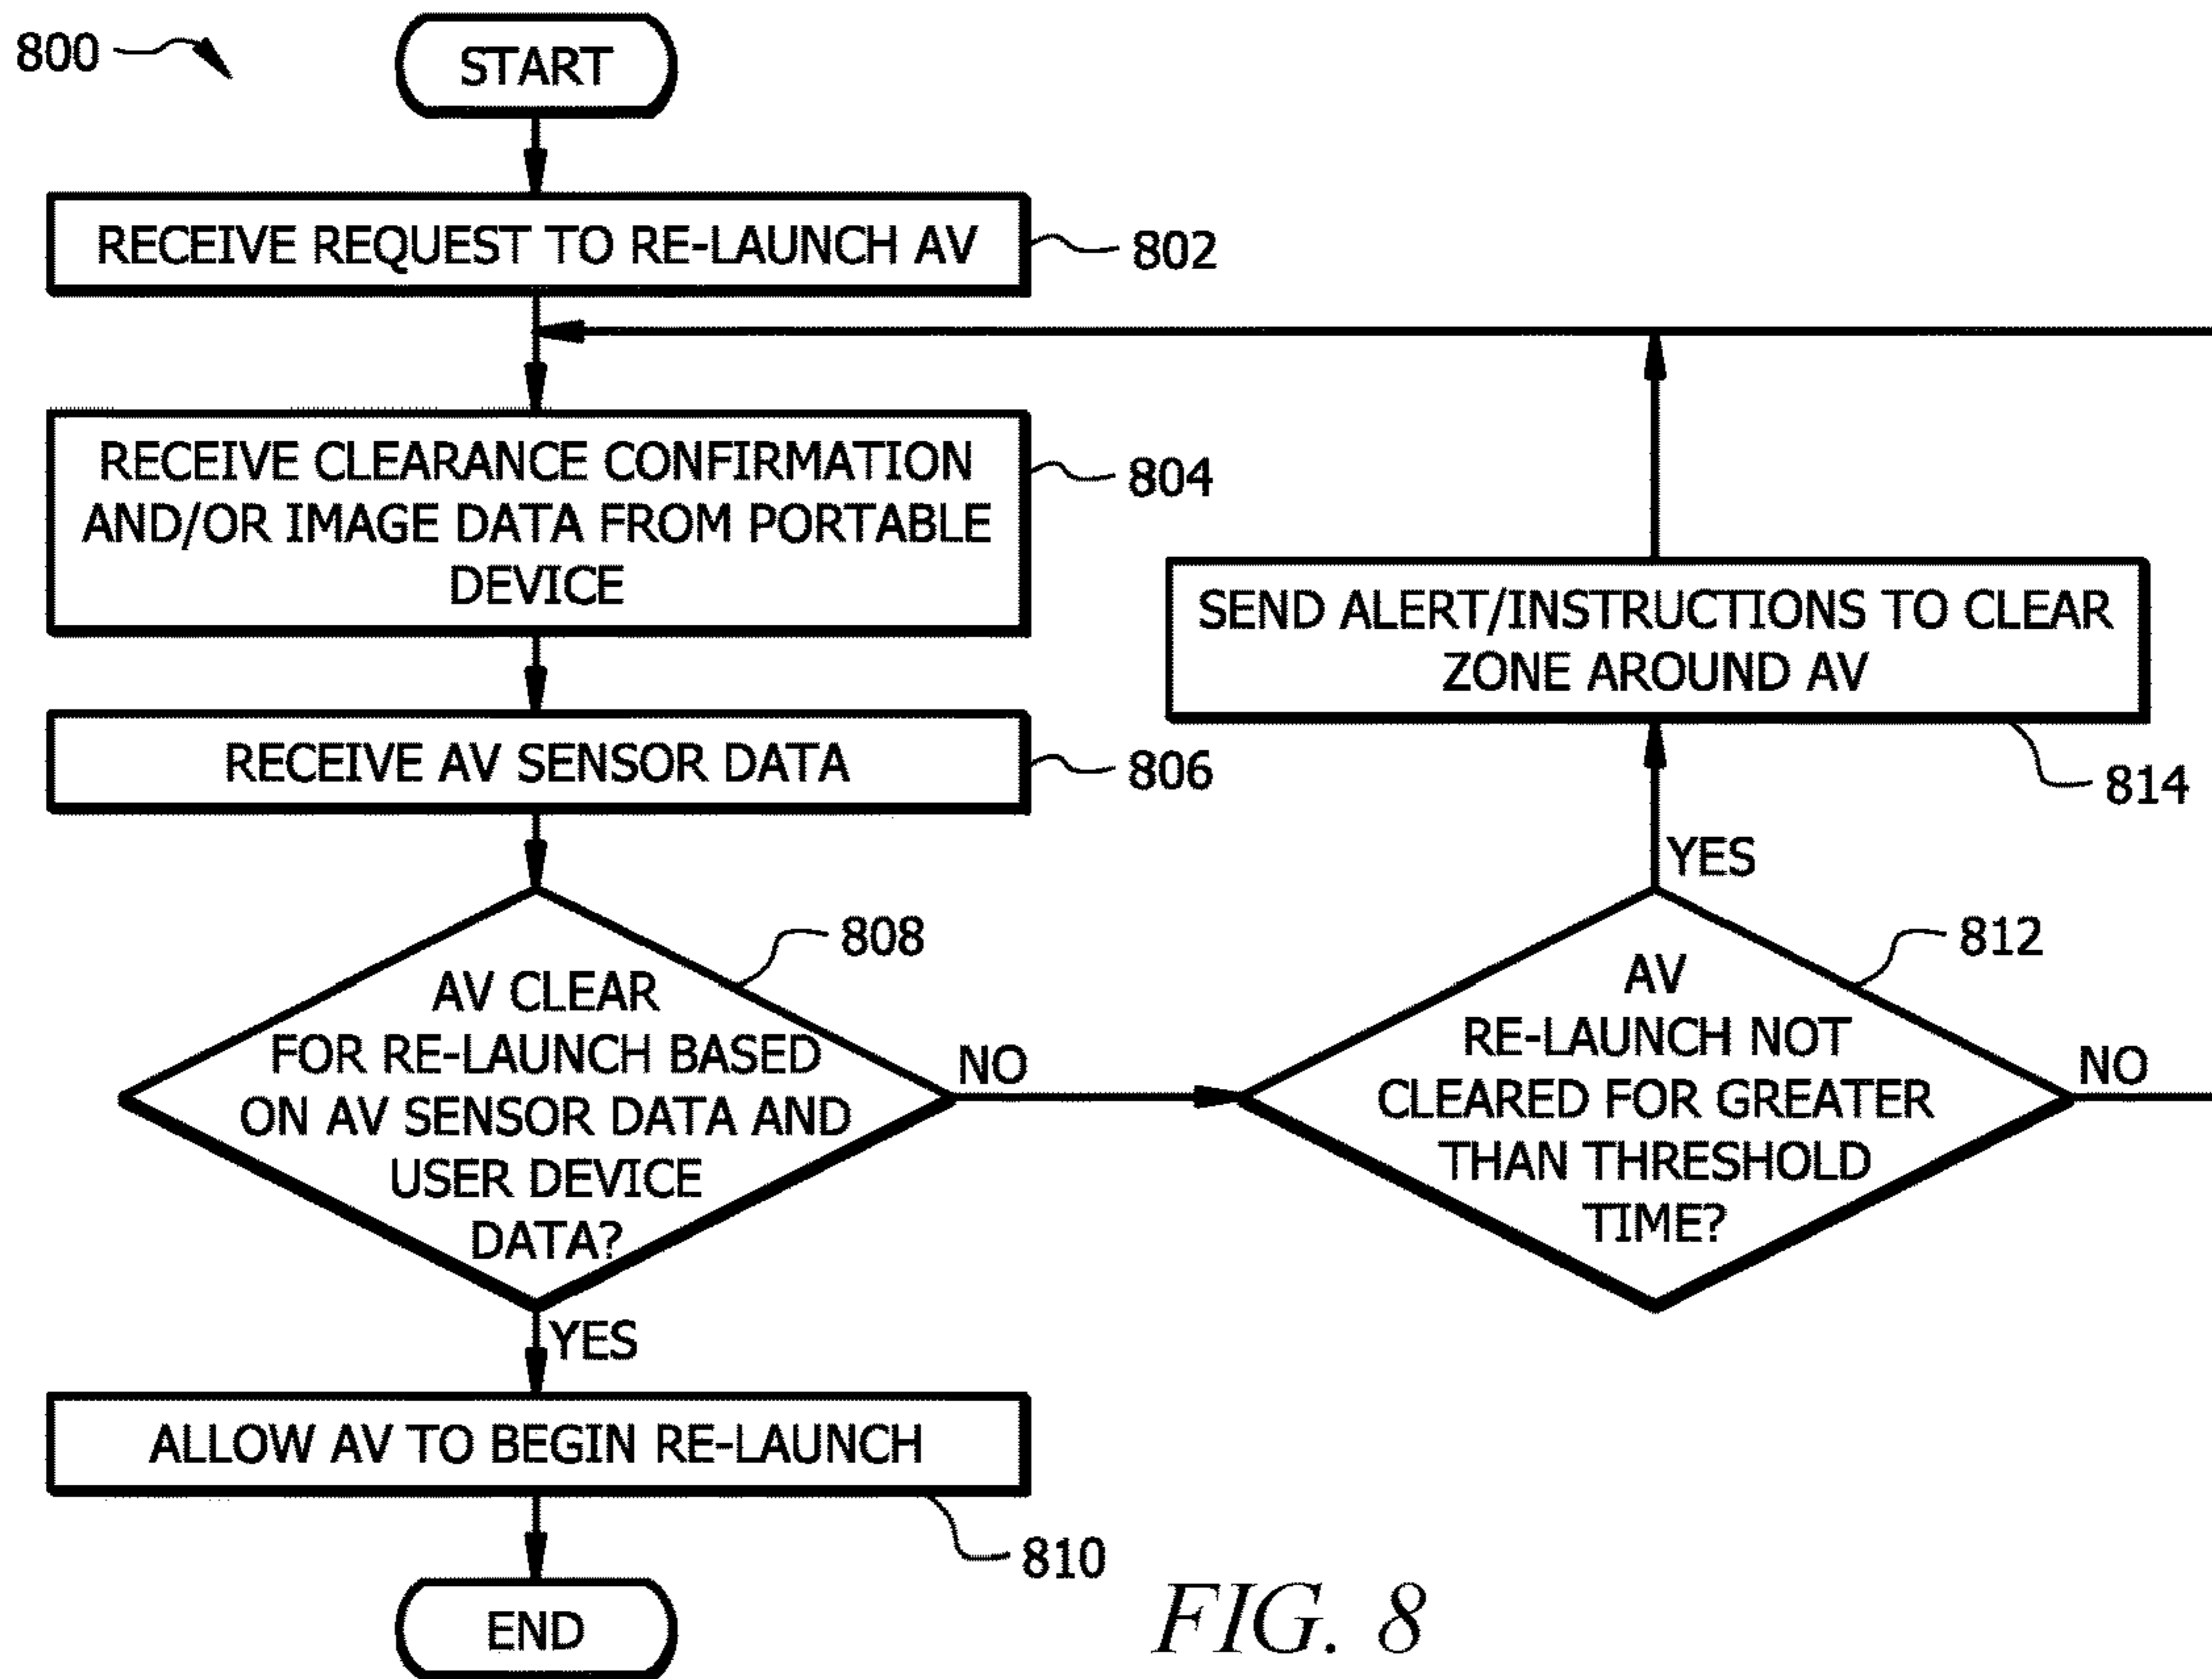 800
START
RECEIVE REQUEST TO RE-LAUNCH AV
802
RECEIVE CLEARANCE CONFIRMATION
AND/OR IMAGE DATA FROM PORTABLE
DEVICE
804
RECEIVE AV SENSOR DATA
806
AV CLEAR
FOR RE-LAUNCH BASED
ON AV SENSOR DATA AND
USER DEVICE
DATA?
808
NO
YES
ALLOW AV TO BEGIN RE-LAUNCH
810
END
AV
RE-LAUNCH NOT
CLEARED FOR GREATER
THAN THRESHOLD
TIME?
812
NO
YES
SEND ALERT/INSTRUCTIONS TO CLEAR
ZONE AROUND AV
814
FIG. 8